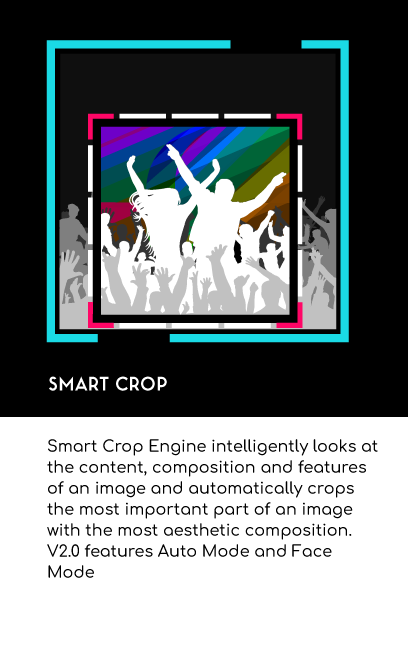 SMART CROP
Smart Crop Engine intelligently looks at
the content, composition and features
of an image and automatically crops
the most important part of an image
with the most aesthetic composition.
V2.0 features Auto Mode and Face
Mode